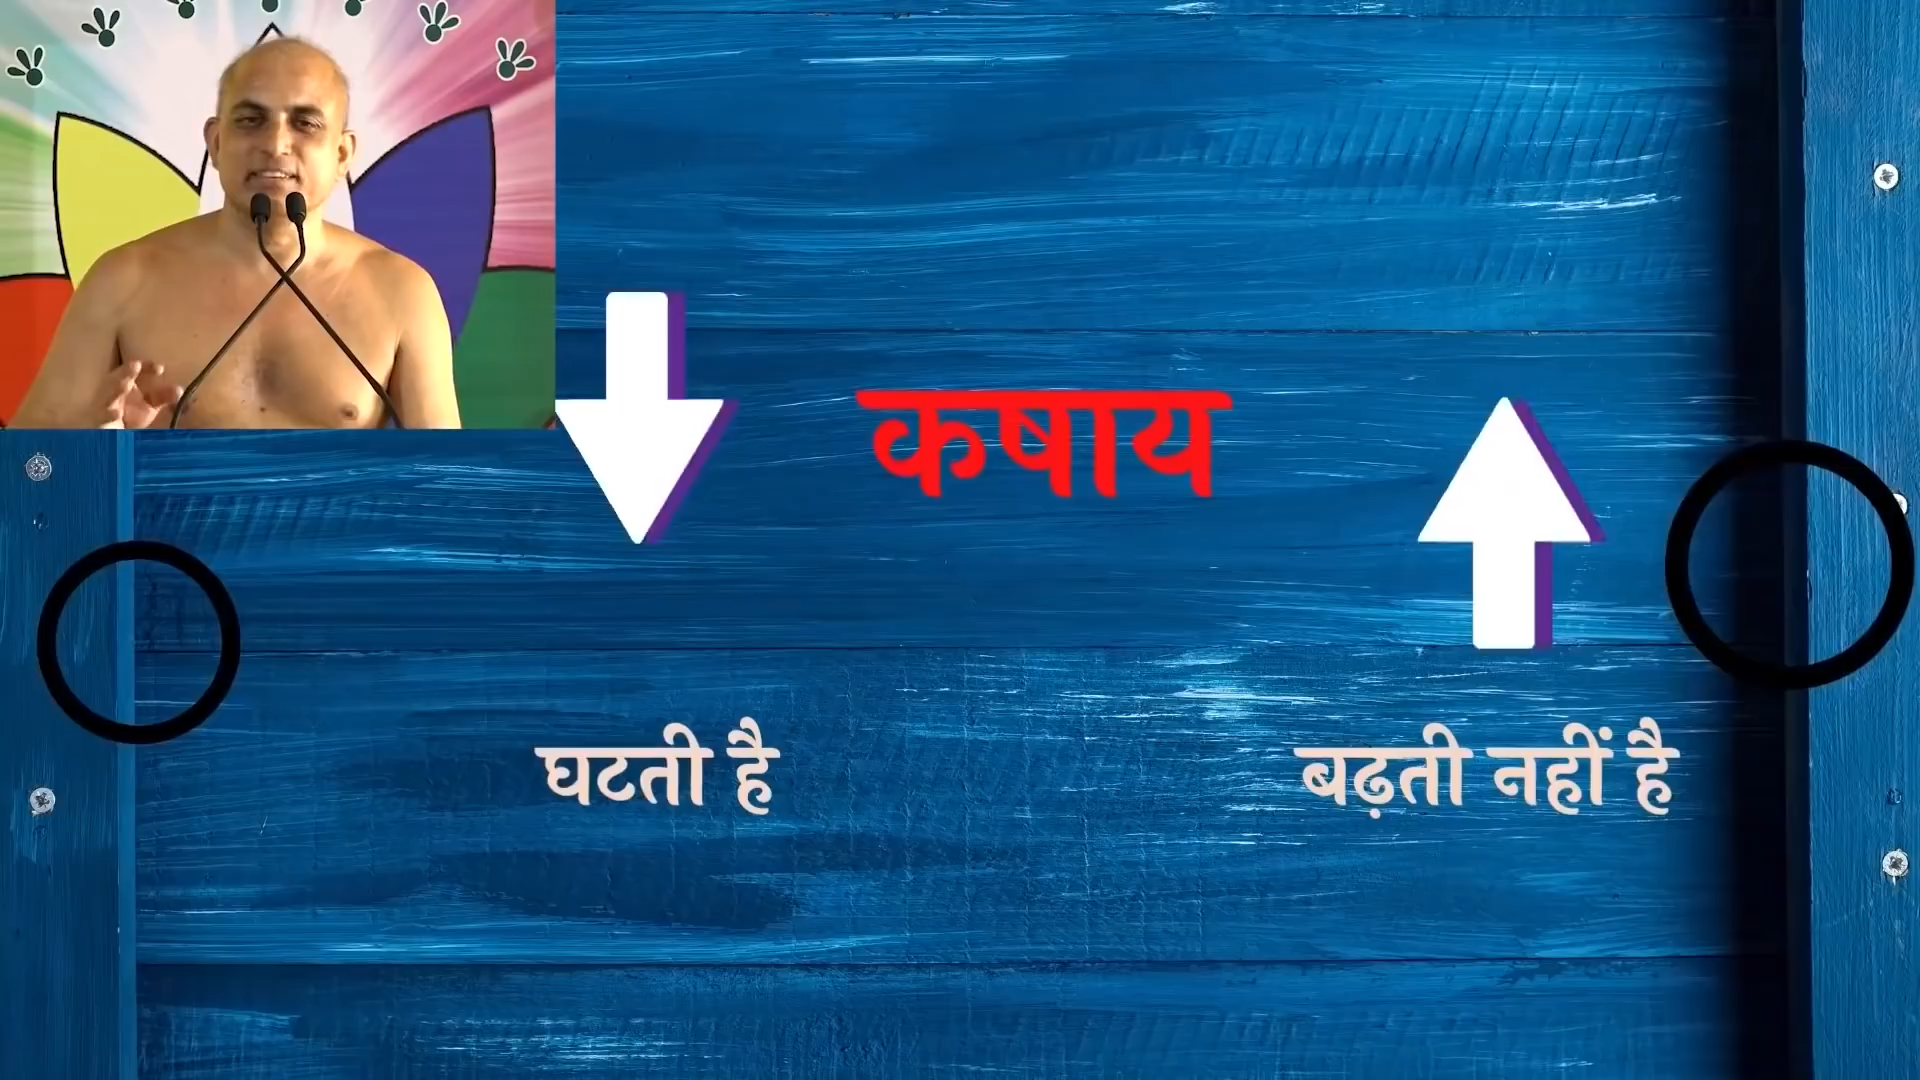 कषाय
घटती है
बढ़ती नहीं है